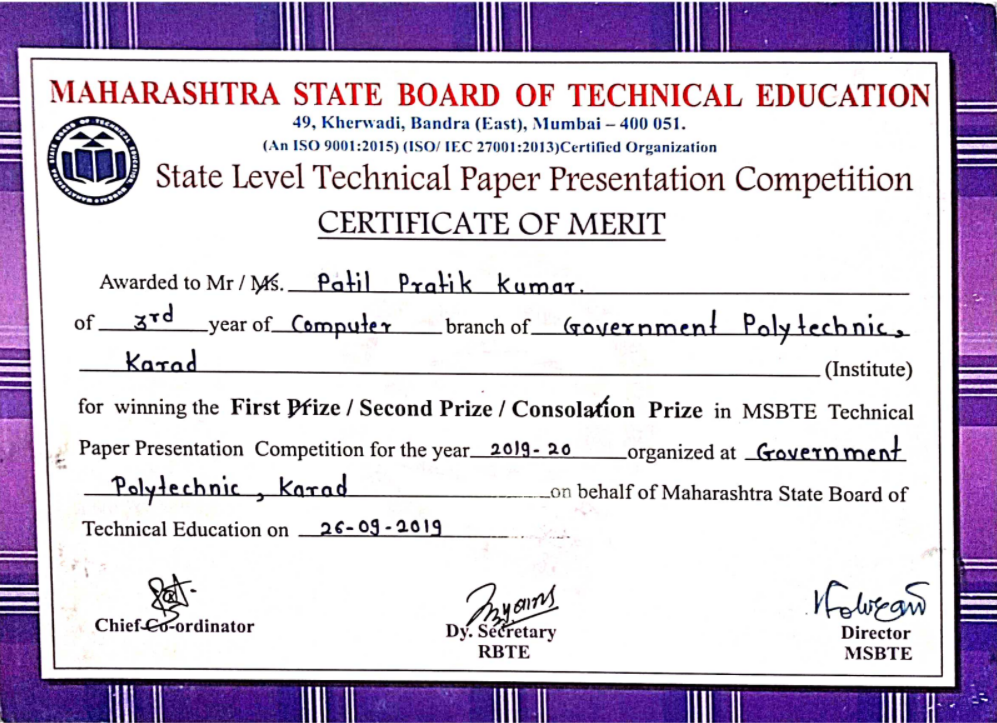 MAHARASHTRA STATE BOARD OF TECHNICAL EDUCATION
49, Kherwadi, Bandra (East), Mumbai – 400 051.
(An ISO 9001:2015) (ISO/ IEC 27001:2013)Certified Organization
State Level Technical Paper Presentation Competition
CERTIFICATE OF MERIT
Awarded to Mr / Ms. Patil Pratik Kumar.
of 3rd year of Computer branch of Government Polytechnic,
Karad (Institute)
for winning the First Prize / Second Prize / Consolation Prize in MSBTE Technical
Paper Presentation Competition for the year 2019-20 organized at Government
Polytechnic, Karad on behalf of Maharashtra State Board of
Technical Education on 26-09-2019
Chief Co-ordinator
Dy. Secretary
RBTE
Director
MSBTE